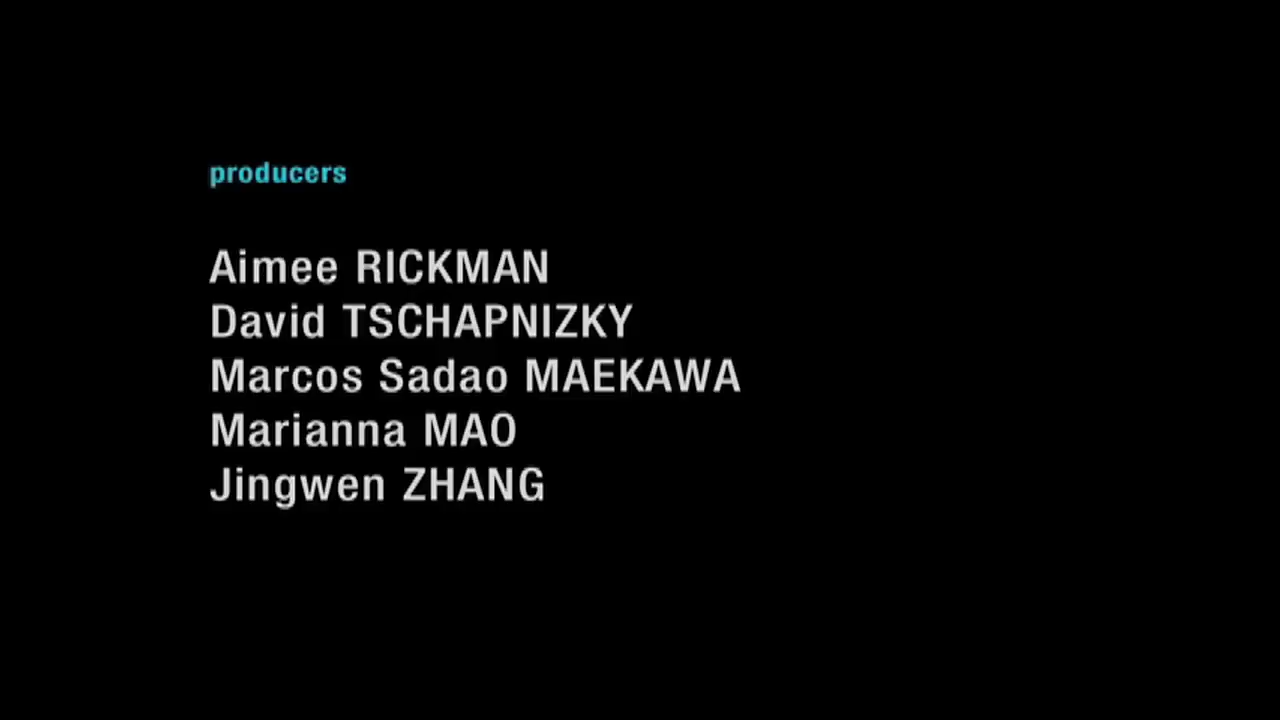 producers
Aimee RICKMAN
David TSCHAPNIZKY
Marcos Sadao MAEKAWA
Marianna MAO
Jingwen ZHANG